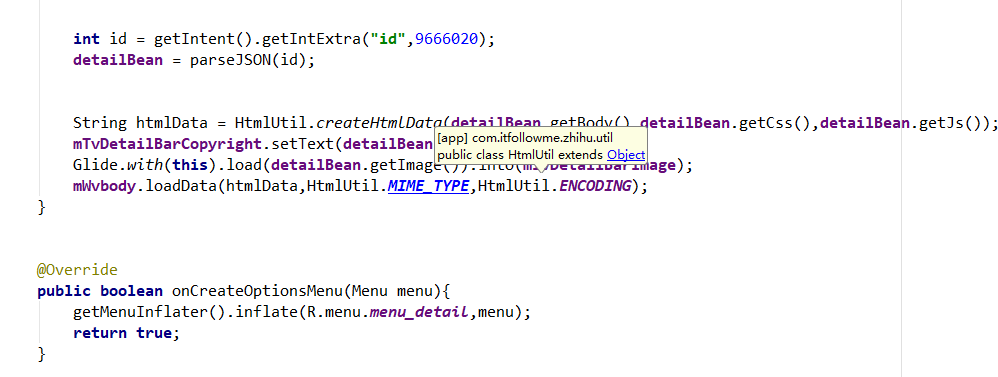 int id = getIntent().getIntExtra("id",9666020);
detailBean = parseJSON(id);
String htmlData = HtmlUtil.createHtmlData(detailBean.getBody(),detailBean.getCss(),detailBean.getJs());
[app] com.itfollowme.zhihu.util
mTvDetailBarCopyright.setText(detailBean
public class HtmlUtil extends Object
Glide.with(this).load(detailBean.getImage()).into(
mWvbody.loadData(htmlData,HtmlUtil.MIME_TYPE,HtmlUtil.ENCODING);
}
@Override
public boolean onCreateOptionsMenu(Menu menu){
getMenuInflater().inflate(R.menu.menu_detail,menu);
return true;
}